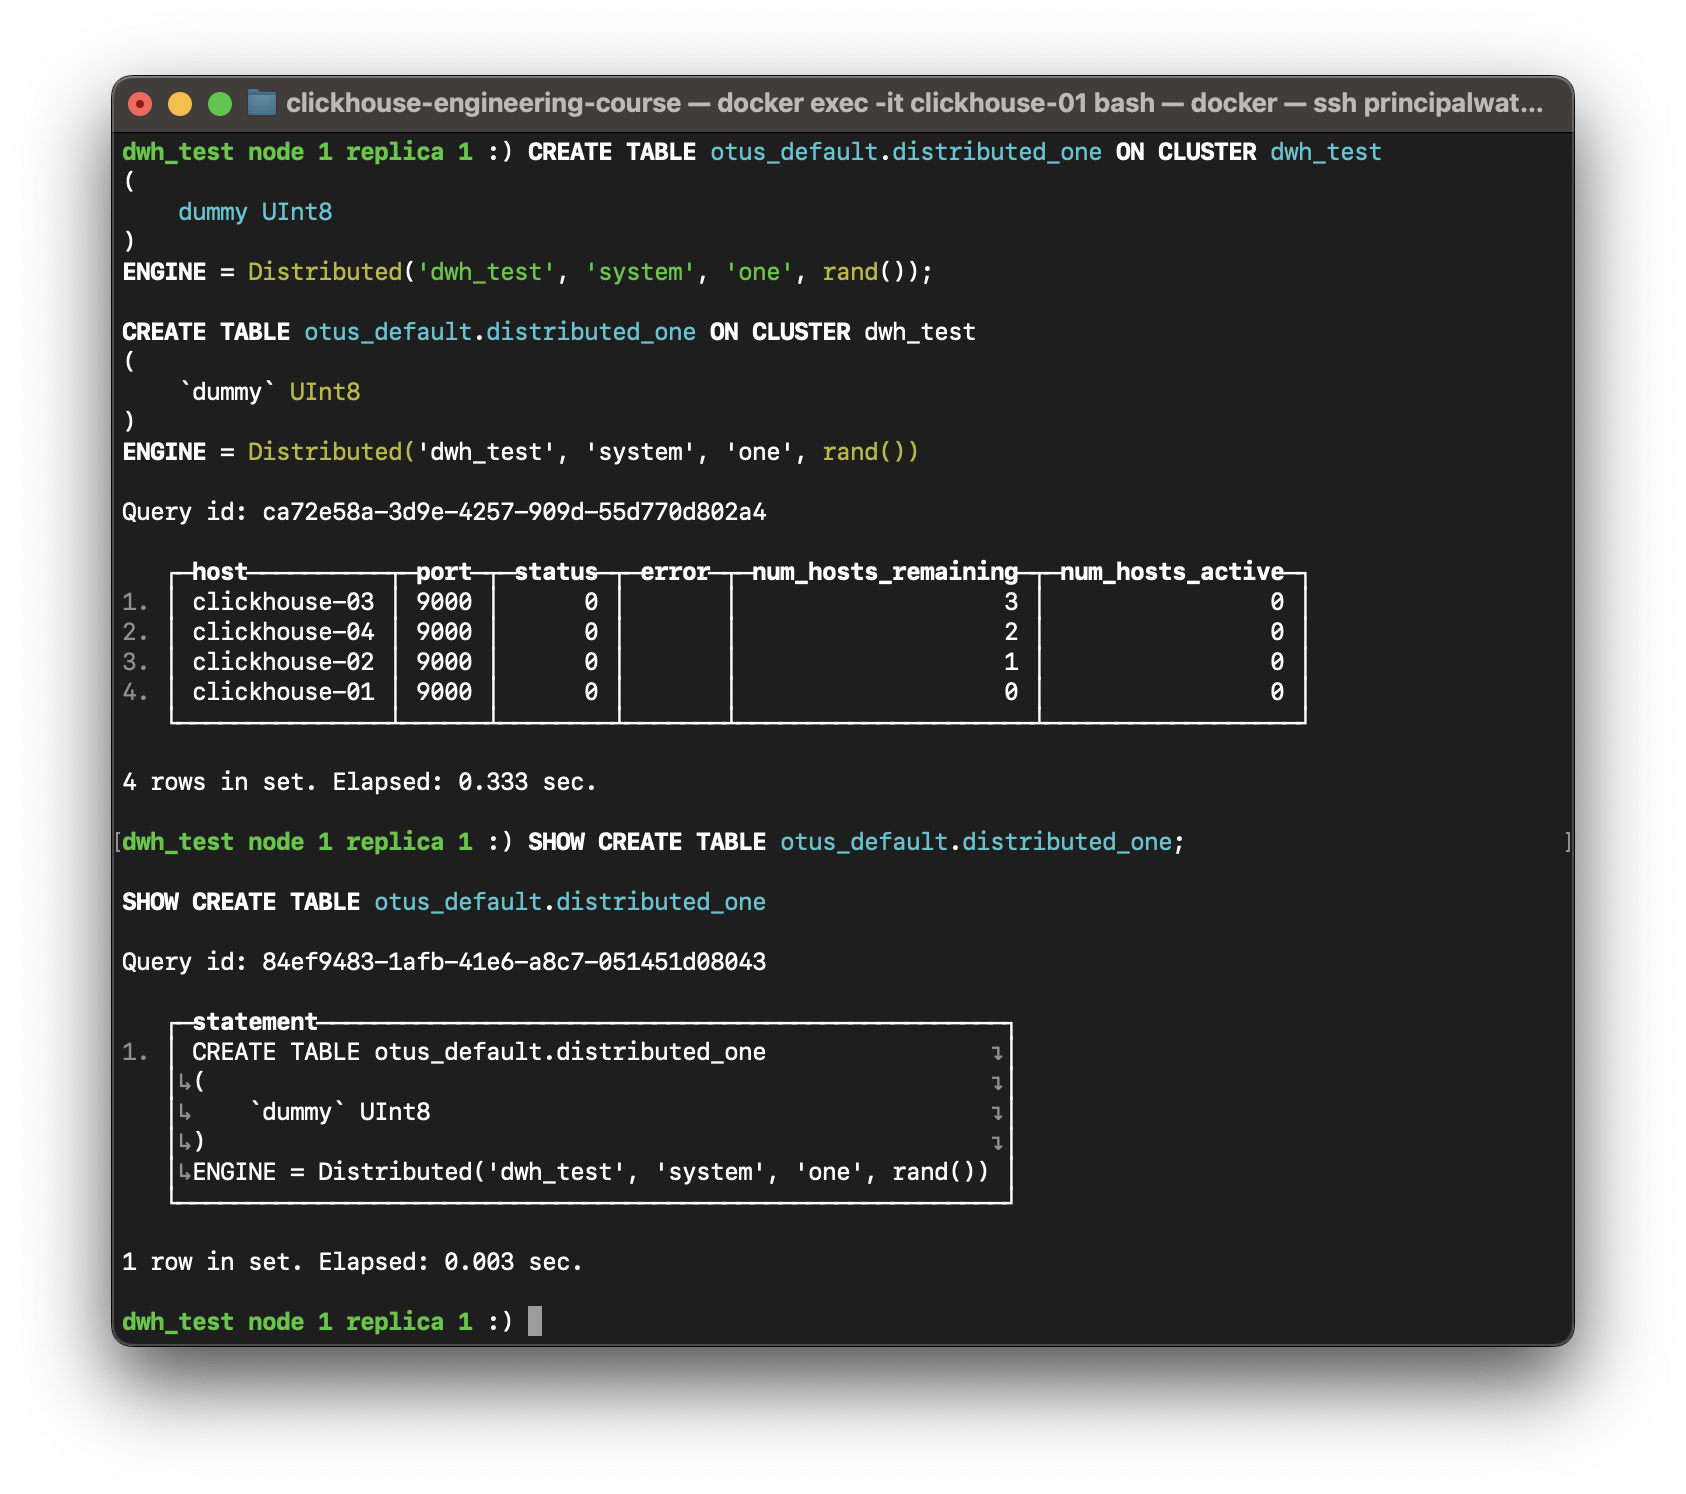 clickhouse-engineering-course — docker exec -it clickhouse-01 bash — docker — ssh principalwat...
dwh_test node 1 replica 1 :) CREATE TABLE otus_default.distributed_one ON CLUSTER dwh_test
(
    dummy UInt8
)
ENGINE = Distributed('dwh_test', 'system', 'one', rand());
CREATE TABLE otus_default.distributed_one ON CLUSTER dwh_test
(
    `dummy` UInt8
)
ENGINE = Distributed('dwh_test', 'system', 'one', rand())
Query id: ca72e58a-3d9e-4257-909d-55d770d802a4
host port status error num_hosts_remaining num_hosts_active
1. clickhouse-03 9000 0 3 0
2. clickhouse-04 9000 0 2 0
3. clickhouse-02 9000 0 1 0
4. clickhouse-01 9000 0 0 0
4 rows in set. Elapsed: 0.333 sec.
[dwh_test node 1 replica 1 :) SHOW CREATE TABLE otus_default.distributed_one; ]
SHOW CREATE TABLE otus_default.distributed_one
Query id: 84ef9483-1afb-41e6-a8c7-051451d08043
statement
1. CREATE TABLE otus_default.distributed_one ↴
↳( ↴
↳    `dummy` UInt8 ↴
↳) ↴
↳ENGINE = Distributed('dwh_test', 'system', 'one', rand())
1 row in set. Elapsed: 0.003 sec.
dwh_test node 1 replica 1 :)